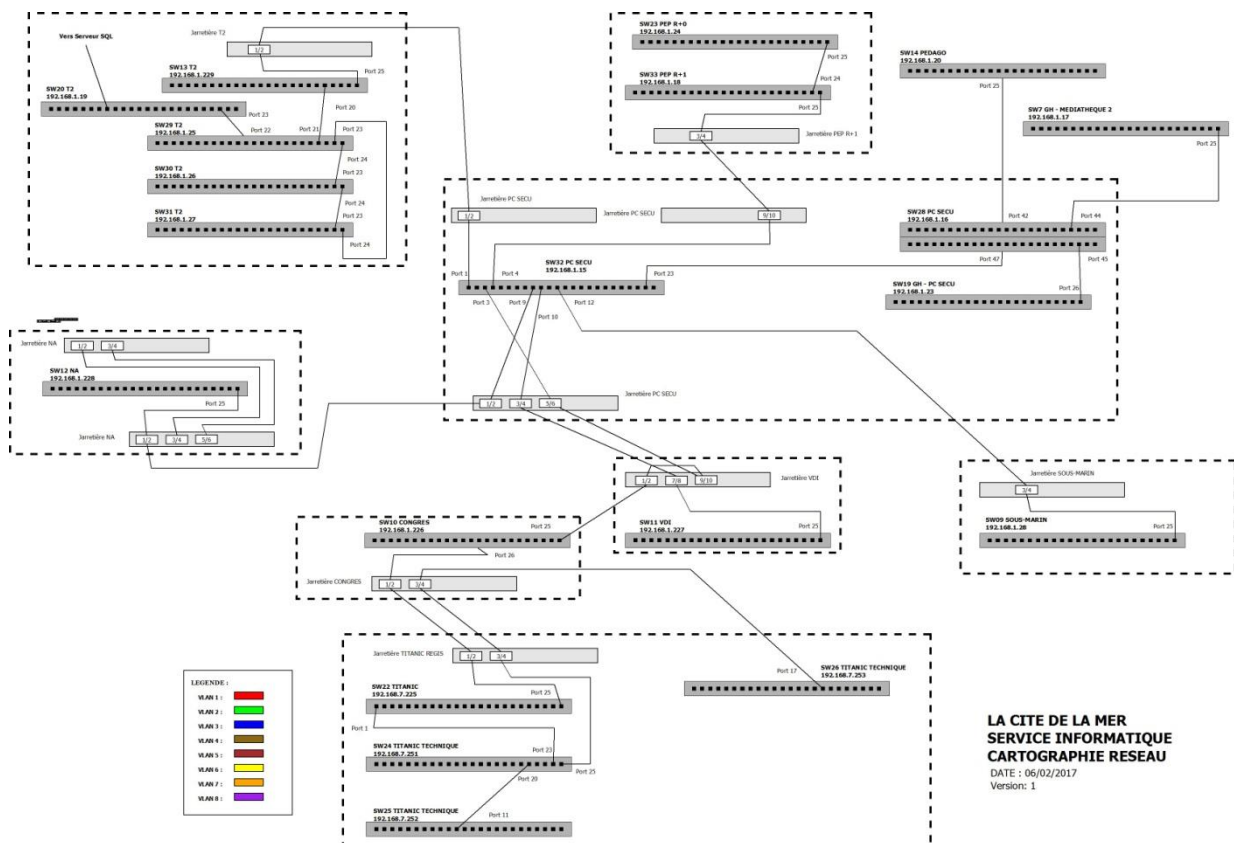 Vers Serveur SQL
Jarretière T2
1/2
SW13 T2
192.168.1.229
Port 25
SW20 T2
192.168.1.19
Port 20
Port 23
SW29 T2
192.168.1.25
Port 22
Port 21
Port 23
Port 24
SW30 T2
192.168.1.26
Port 23
Port 24
SW31 T2
192.168.1.27
Port 23
Port 24
SW23 PEP R+0
192.168.1.24
Port 25
SW33 PEP R+1
192.168.1.18
Port 24
Port 25
3/4
Jarretière PEP R+1
SW14 PEDAGO
192.168.1.20
Port 25
SW7 GH - MEDIATHEQUE 2
192.168.1.17
Port 25
Jarretière PC SECU
1/2
Jarretière PC SECU
9/10
SW28 PC SECU
192.168.1.16
Port 42
Port 44
Port 47
Port 45
SW32 PC SECU
192.168.1.15
Port 1
Port 4
Port 23
Port 3
Port 9
Port 10
Port 12
SW19 GH - PC SECU
192.168.1.23
Port 26
1/2
3/4
5/6
Jarretière PC SECU
Jarretière NA
1/2
3/4
SW12 NA
192.168.1.228
Port 25
Jarretière NA
1/2
3/4
5/6
1/2
7/8
9/10
Jarretière VDI
SW11 VDI
192.168.1.227
Port 25
Jarretière SOUS-MARIN
3/4
SW09 SOUS-MARIN
192.168.1.28
Port 25
SW10 CONGRES
192.168.1.226
Port 25
Port 26
Jarretière CONGRES
1/2
3/4
Jarretière TITANIC REGIS
1/2
3/4
SW22 TITANIC
192.168.7.225
Port 25
Port 1
SW24 TITANIC TECHNIQUE
192.168.7.251
Port 23
Port 25
Port 20
SW25 TITANIC TECHNIQUE
192.168.7.252
Port 11
Port 17
SW26 TITANIC TECHNIQUE
192.168.7.253
LEGENDE :
VLAN 1 :
VLAN 2 :
VLAN 3 :
VLAN 4 :
VLAN 5 :
VLAN 6 :
VLAN 7 :
VLAN 8 :
LA CITE DE LA MER
SERVICE INFORMATIQUE
CARTOGRAPHIE RESEAU
DATE : 06/02/2017
Version: 1